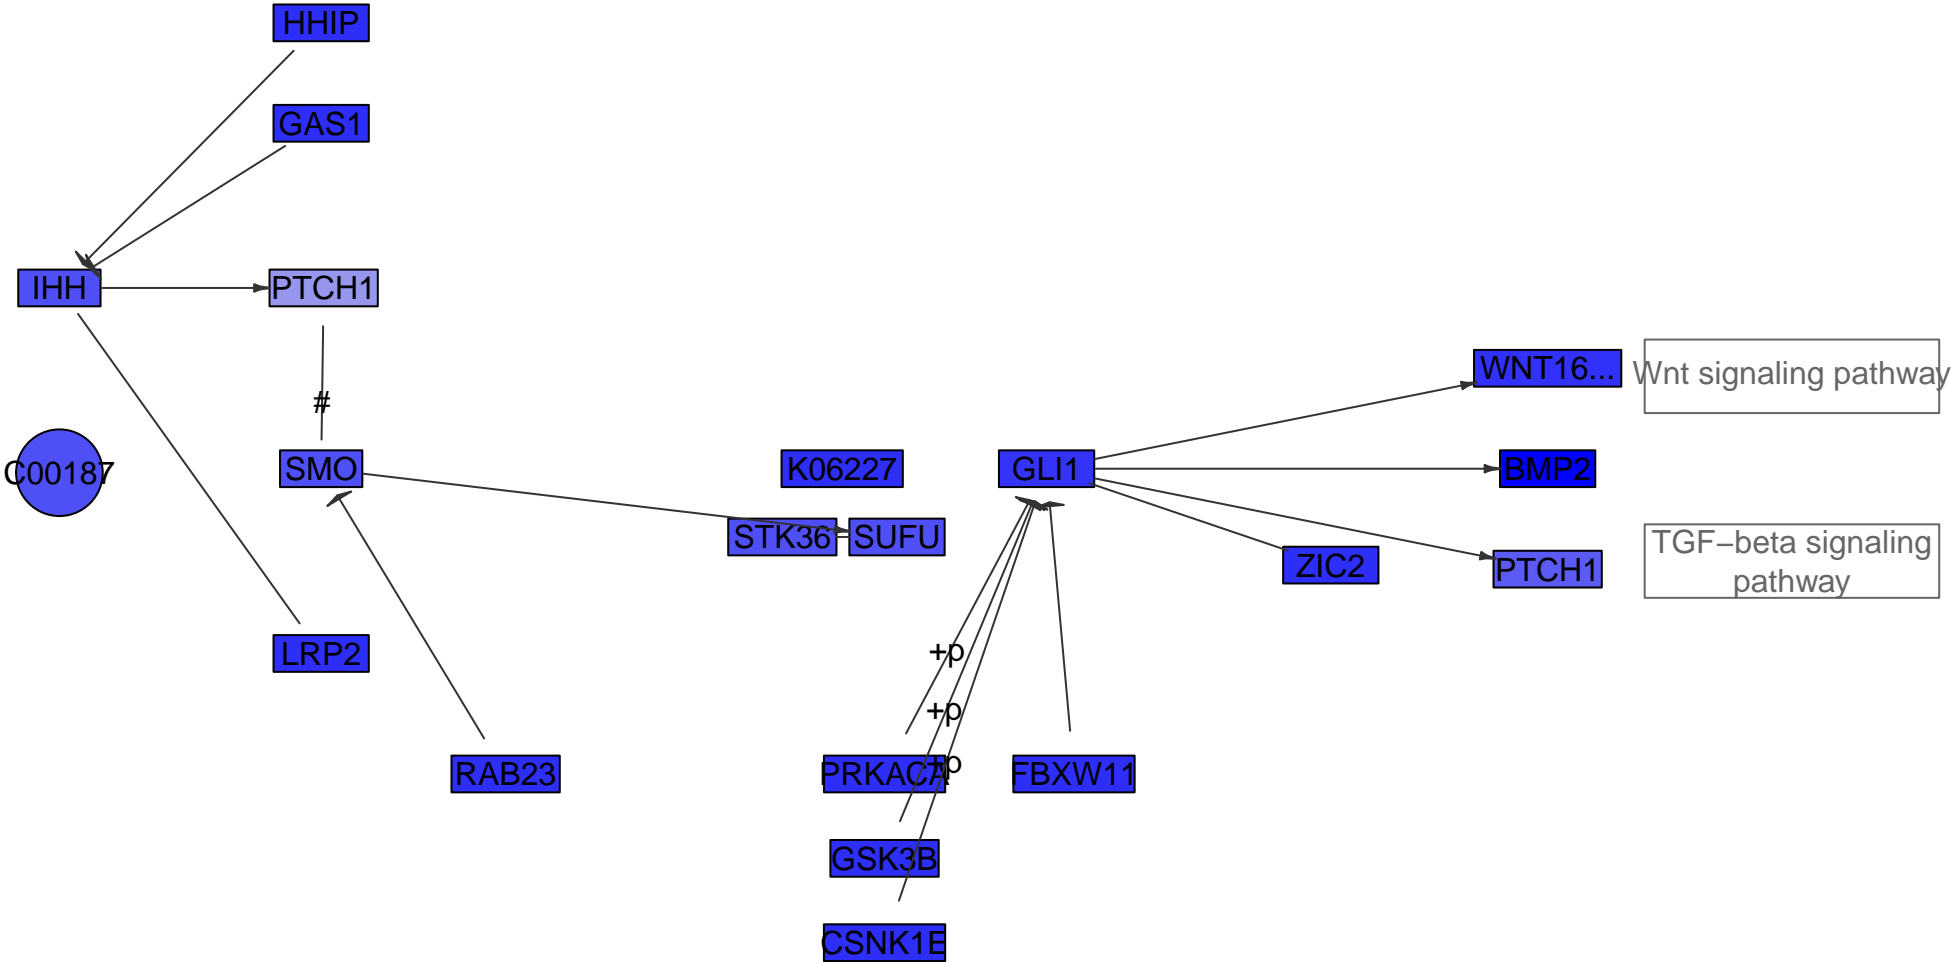 HHIP
GAS1
IHH
PTCH1
WNT16...
Wnt signaling pathway
#
C00187
SMO
K06227
GLI1
BMP2
STK36
SUFU
ZIC2
PTCH1
TGF−beta signaling
pathway
LRP2
+p
+p
+p
RAB23
PRKACA
FBXW11
GSK3B
CSNK1E